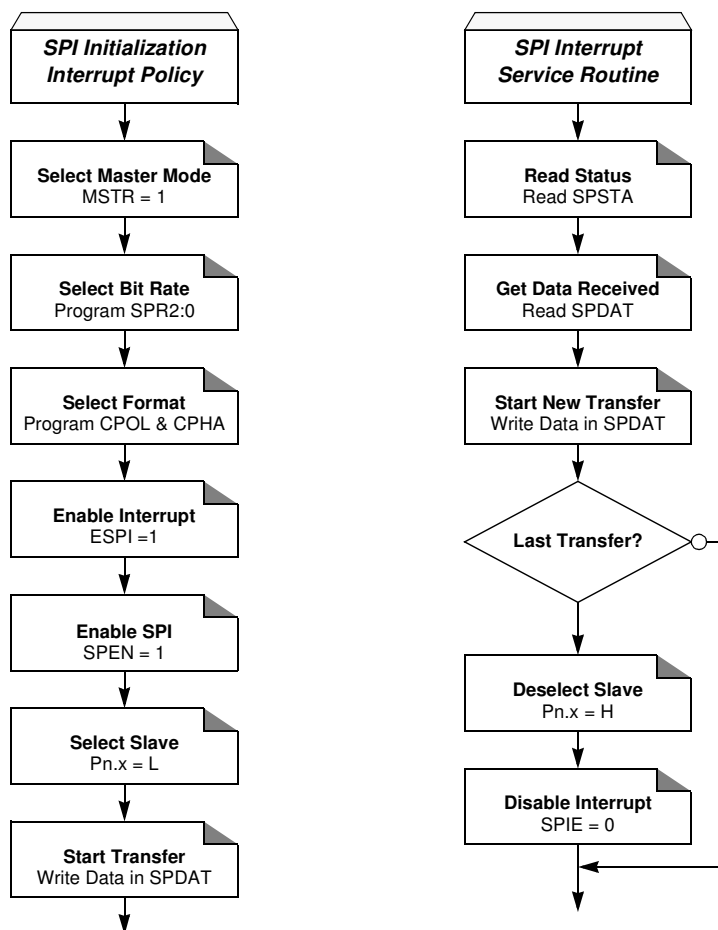 SPI Initialization
Interrupt Policy
Select Master Mode
MSTR = 1
Select Bit Rate
Program SPR2:0
Select Format
Program CPOL & CPHA
Enable Interrupt
ESPI =1
Enable SPI
SPEN = 1
Select Slave
Pn.x = L
Start Transfer
Write Data in SPDAT
SPI Interrupt
Service Routine
Read Status
Read SPSTA
Get Data Received
Read SPDAT
Start New Transfer
Write Data in SPDAT
Last Transfer?
Deselect Slave
Pn.x = H
Disable Interrupt
SPIE = 0